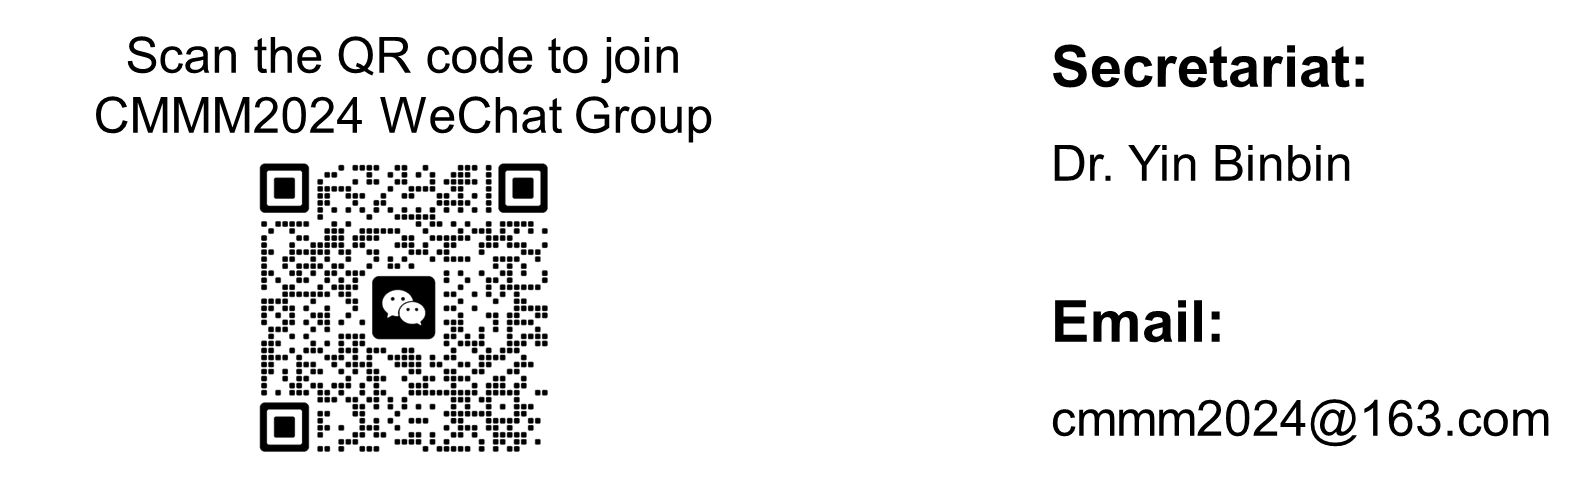 Scan the QR code to join
CMMM2024 WeChat Group
Secretariat:
Dr. Yin Binbin
Email:
cmmm2024@163.com